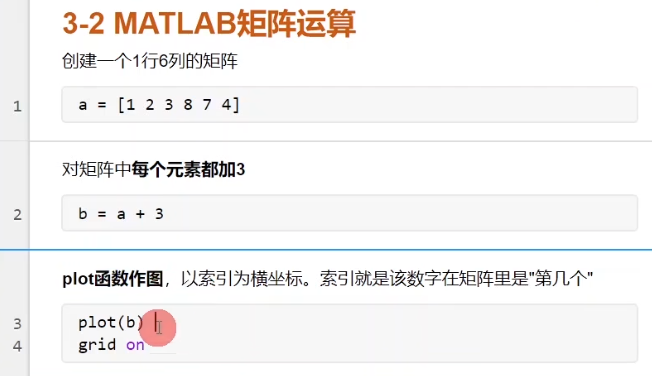 3-2 MATLAB矩阵运算
创建一个1行6列的矩阵
1 a = [1 2 3 8 7 4]
对矩阵中每个元素都加3
2 b = a + 3
plot函数作图，以索引为横坐标。索引就是该数字在矩阵里是"第几个"
3 plot(b)
4 grid on